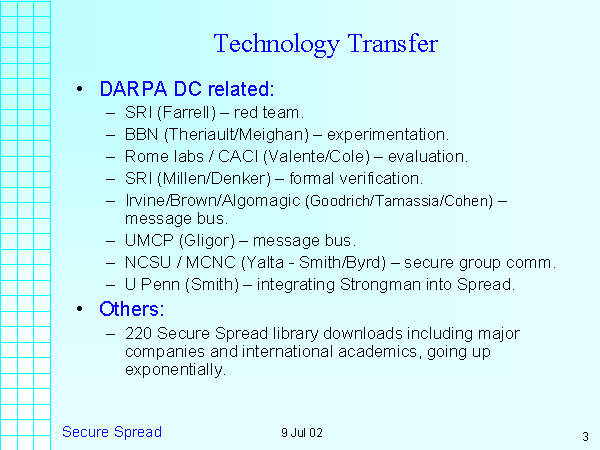 Technology Transfer
• DARPA DC related:
– SRI (Farrell) – red team.
– BBN (Theriault/Meighan) – experimentation.
– Rome labs / CACI (Valente/Cole) – evaluation.
– SRI (Millen/Denker) – formal verification.
– Irvine/Brown/Algomagic (Goodrich/Tamassia/Cohen) –
message bus.
– UMCP (Gligor) – message bus.
– NCSU / MCNC (Yalta - Smith/Byrd) – secure group comm.
– U Penn (Smith) – integrating Strongman into Spread.
• Others:
– 220 Secure Spread library downloads including major
companies and international academics, going up
exponentially.
Secure Spread
9 Jul 02
3